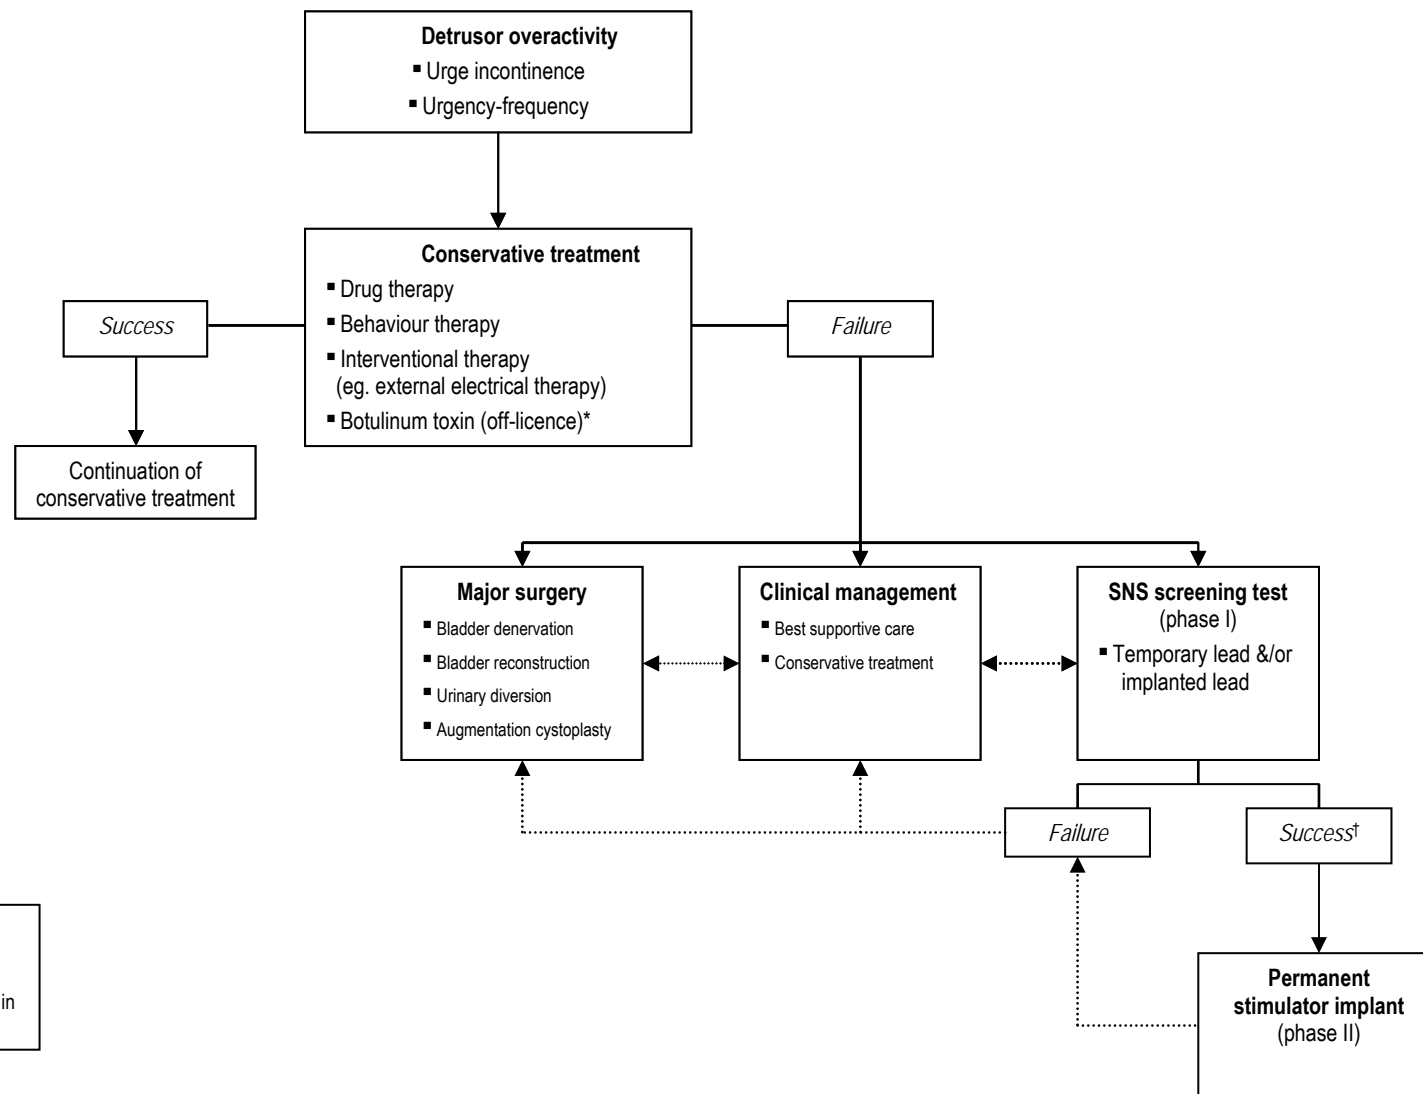 Detrusor overactivity
▪ Urge incontinence
▪ Urgency-frequency
Conservative treatment
▪ Drug therapy
▪ Behaviour therapy
▪ Interventional therapy
(eg. external electrical therapy)
▪ Botulinum toxin (off-licence)*
Success
Failure
Continuation of
conservative treatment
Major surgery
▪ Bladder denervation
▪ Bladder reconstruction
▪ Urinary diversion
▪ Augmentation cystoplasty
Clinical management
▪ Best supportive care
▪ Conservative treatment
SNS screening test
(phase I)
▪ Temporary lead &/or
implanted lead
Failure
Success†
in
Permanent
stimulator implant
(phase II)